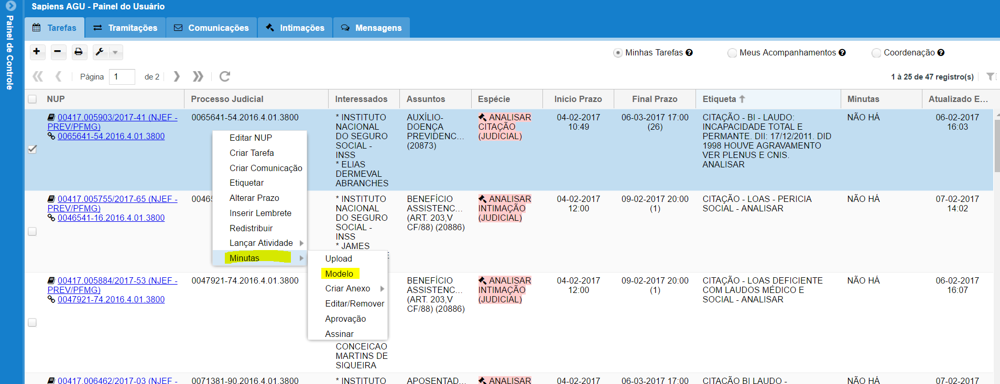 Painel de Controle
Sapiens AGU - Painel do Usuário
Tarefas
Tramitações
Comunicações
Intimações
Mensagens
Minhas Tarefas
Meus Acompanhamentos
Coordenação
Página 1 de 2
1 à 25 de 47 registro(s)
NUP
Processo Judicial
Interessados
Assuntos
Espécie
Início Prazo
Final Prazo
Etiqueta
Minutas
Atualizado E...
00417.005903/2017-41 (NJEF -
PREV/PFMG)
0065641-54.2016.4.01.3800
0065641-54.2016.4.01.3800
* INSTITUTO
NACIONAL
DO SEGURO
SOCIAL -
INSS
* ELIAS
DERMEVAL
ABRANCHES
AUXÍLIO-
DOENÇA
PREVIDENC...
(20873)
ANALISAR
CITAÇÃO
(JUDICIAL)
04-02-2017
10:49
06-03-2017 17:00
(26)
CITAÇÃO - BI - LAUDO:
INCAPACIDADE TOTAL E
PERMANTE. DII: 17/12/2011. DID
1998 HOUVE AGRAVAMENTO
VER PLENUS E CNIS.
ANALISAR
NÃO HÁ
06-02-2017
16:03
Editar NUP
Criar Tarefa
Criar Comunicação
Etiquetar
Alterar Prazo
Inserir Lembrete
Redistribuir
Lançar Atividade
Minutas
Upload
Modelo
Criar Anexo
Editar/Remover
Aprovação
Assinar
00417.005755/2017-65 (NJEF -
PREV/PFMG)
0046541-16.2016.4.01.3800
0046
* INSTITUTO
NACIONAL
DO SEGURO
SOCIAL -
INSS
* JAMES
BENEFÍCIO
ASSISTENC...
(ART. 203,V
CF/88) (20886)
ANALISAR
INTIMAÇÃO
(JUDICIAL)
04-02-2017
12:00
09-02-2017 20:00
(1)
CITAÇÃO - LOAS - PERICIA
SOCIAL - ANALISAR
NÃO HÁ
07-02-2017
14:02
00417.005884/2017-53 (NJEF -
PREV/PFMG)
0047921-74.2016.4.01.3800
0047921-74.2016.4.01.3800
CONCEICAO
MARTINS DE
SIQUEIRA
BENEFÍCIO
ASSISTENC...
(ART. 203,V
CF/88) (20886)
ANALISAR
INTIMAÇÃO
(JUDICIAL)
04-02-2017
12:00
09-02-2017 20:00
(1)
CITAÇÃO - LOAS DEFICIENTE
COM LAUDOS MÉDICO E
SOCIAL - ANALISAR
NÃO HÁ
06-02-2017
16:07
00417.006462/2017-03 (NJEF -
0071381-90.2016.4.01.3800
* INSTITUTO
APOSENTAD...
ANALISAR
04-02-2017
06-03-2017 17:00
CITAÇÃO BI LAUDO -
NÃO HÁ
07-02-2017